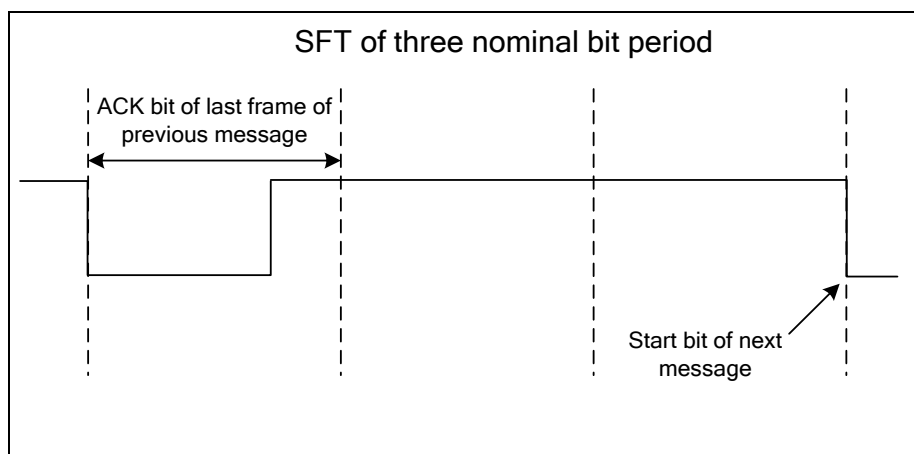 SFT of three nominal bit period
ACK bit of last frame of
previous message
Start bit of next
message